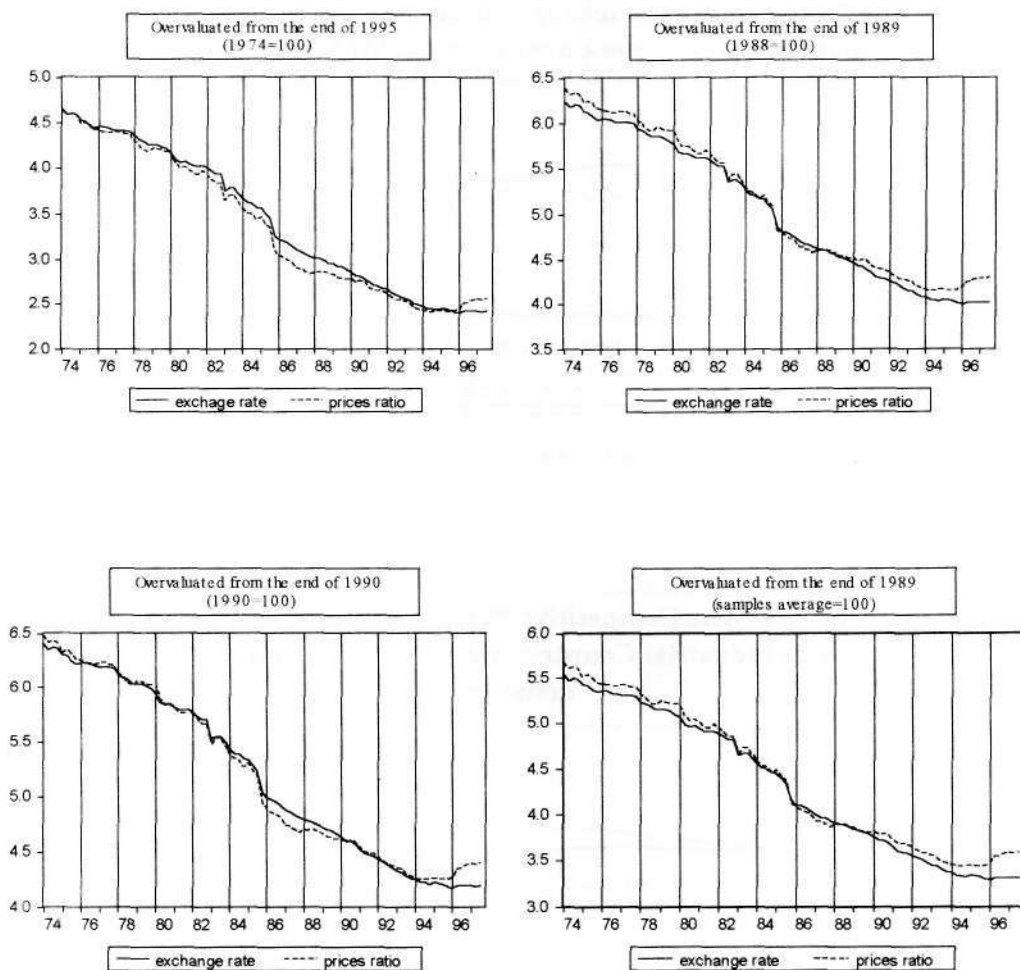 Overvaluated from the end of 1995
(1974=100)
5.0
4.5
4.0
3.5
3.0
2.5
2.0
74 76 78 80 82 84 86 88 90 92 94 96
exchage rate prices ratio
Overvaluated from the end of 1989
(1988=100)
6.5
6.0
5.5
5.0
4.5
4.0
3.5
74 76 78 80 82 84 86 88 90 92 94 96
exchange rate prices ratio
Overvaluated from the end of 1990
(1990=100)
6.5
6.0
5.5
5.0
4.5
4.0
74 76 78 80 82 84 86 88 90 92 94 96
exchange rate prices ratio
Overvaluated from the end of 1989
(samples average=100)
6.0
5.5
5.0
4.5
4.0
3.5
3.0
74 76 78 80 82 84 86 88 90 92 94 96
exchange rate prices ratio